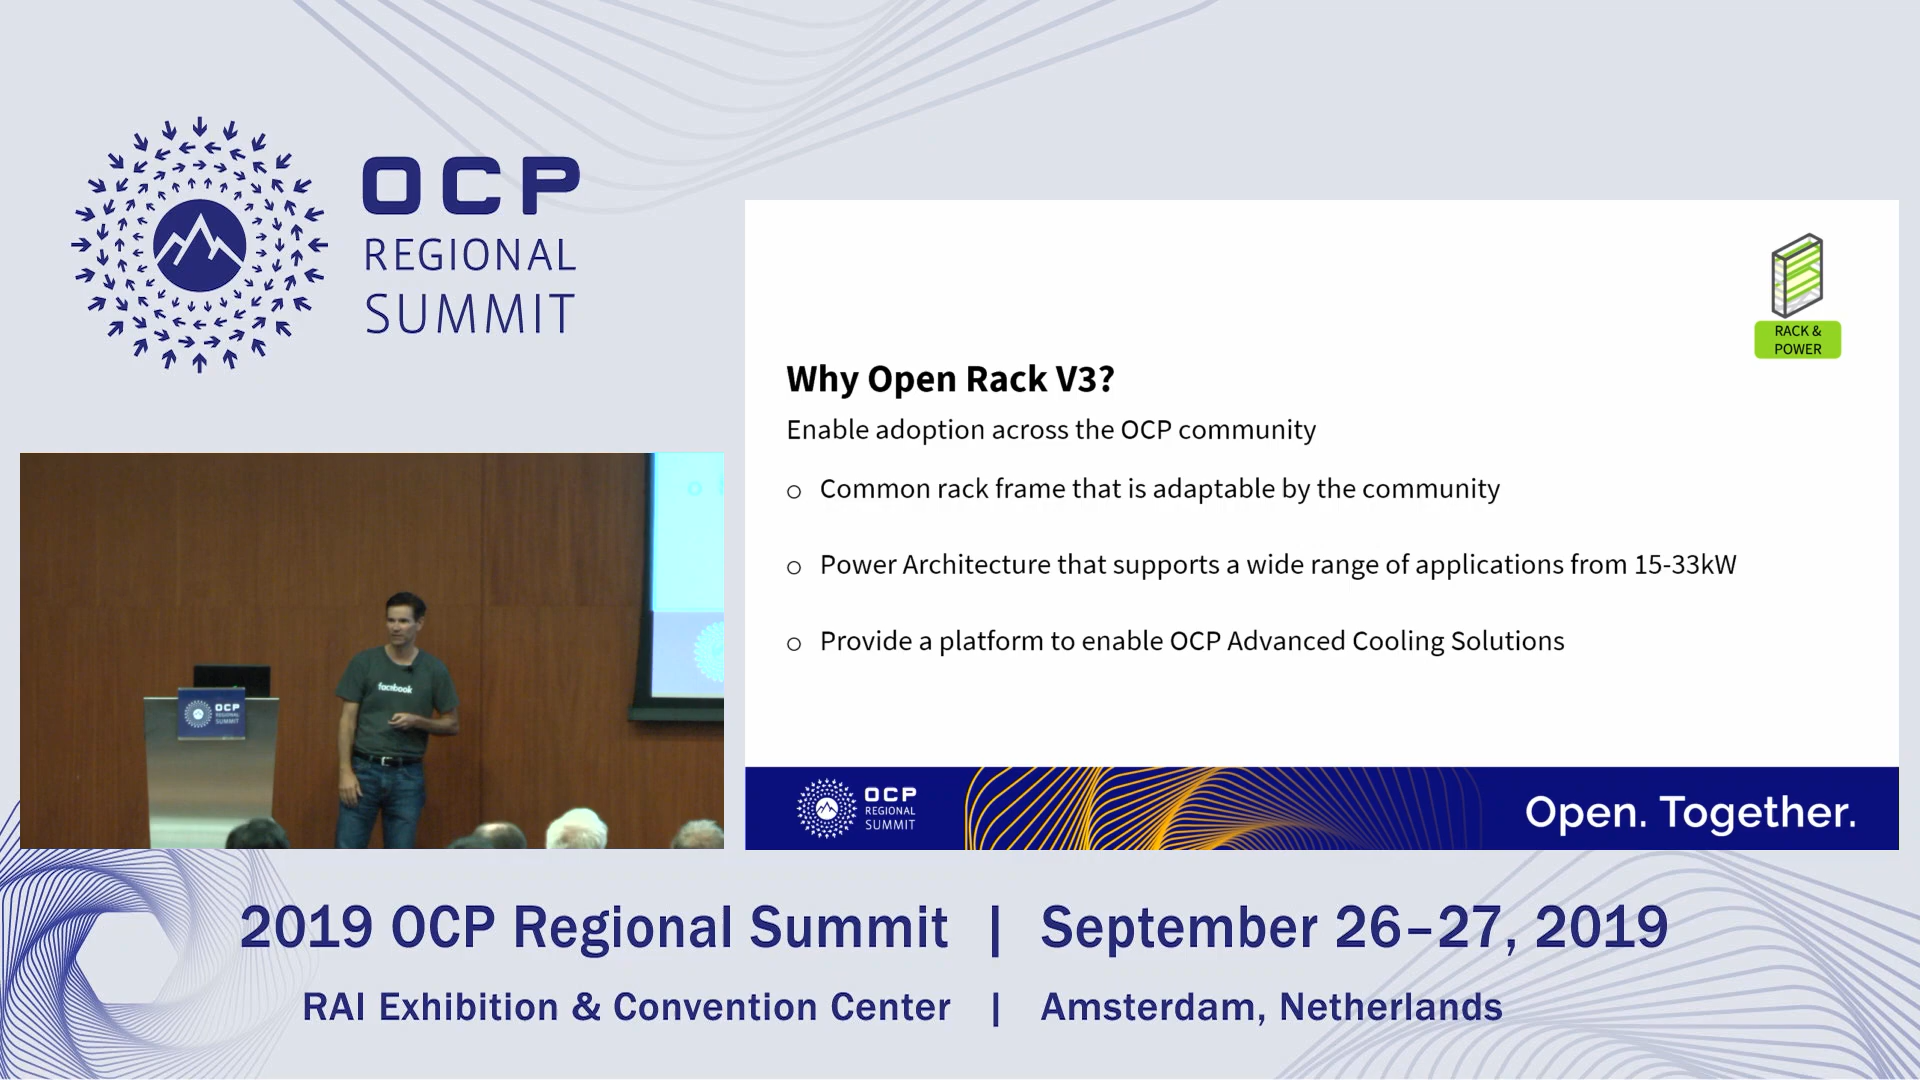 OCP
REGIONAL
SUMMIT
RACK &
POWER
Why Open Rack V3?
Enable adoption across the OCP community
o Common rack frame that is adaptable by the community
o Power Architecture that supports a wide range of applications from 15-33kW
o Provide a platform to enable OCP Advanced Cooling Solutions
facebook
OCP
REGIONAL
SUMMIT
OCP
REGIONAL
SUMMIT
Open. Together.
2019 OCP Regional Summit | September 26–27, 2019
RAI Exhibition & Convention Center | Amsterdam, Netherlands